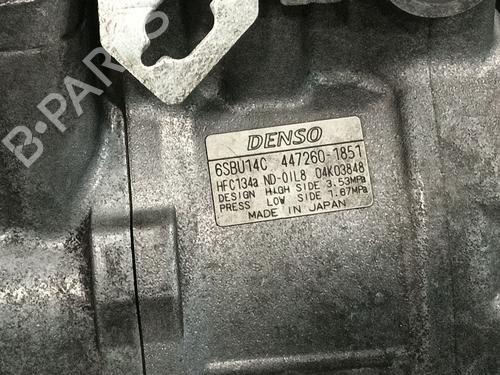 B-PARTS
DENSO
6SBU14C 447260-1851
HFC134a ND-OIL8 04K03848
DESIGN HIGH SIDE 3.53MPa
PRESS LOW SIDE 1.87MPa
MADE IN JAPAN